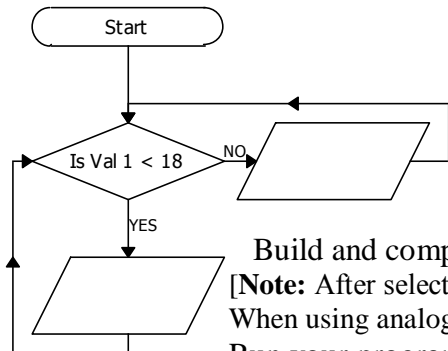 Start
Is Val 1 < 18
NO
YES
Build and comp
[Note: After select
When using analog